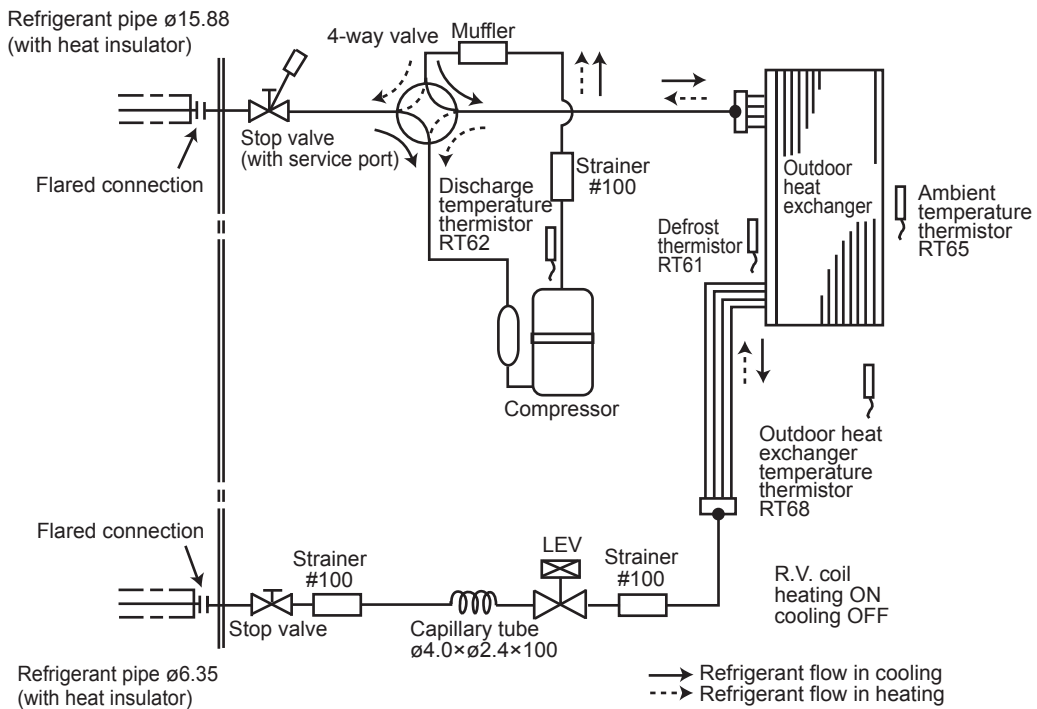 Refrigerant pipe ø15.88
(with heat insulator)
4-way valve
Muffler
Stop valve
(with service port)
Flared connection
Discharge
temperature
thermistor
RT62
Strainer
#100
Outdoor
heat
exchanger
Ambient
temperature
thermistor
RT65
Defrost
thermistor
RT61
Compressor
Outdoor heat
exchanger
temperature
thermistor
RT68
Flared connection
Strainer
#100
LEV
Strainer
#100
R.V. coil
heating ON
cooling OFF
Stop valve
Capillary tube
ø4.0×ø2.4×100
Refrigerant pipe ø6.35
(with heat insulator)
Refrigerant flow in cooling
Refrigerant flow in heating